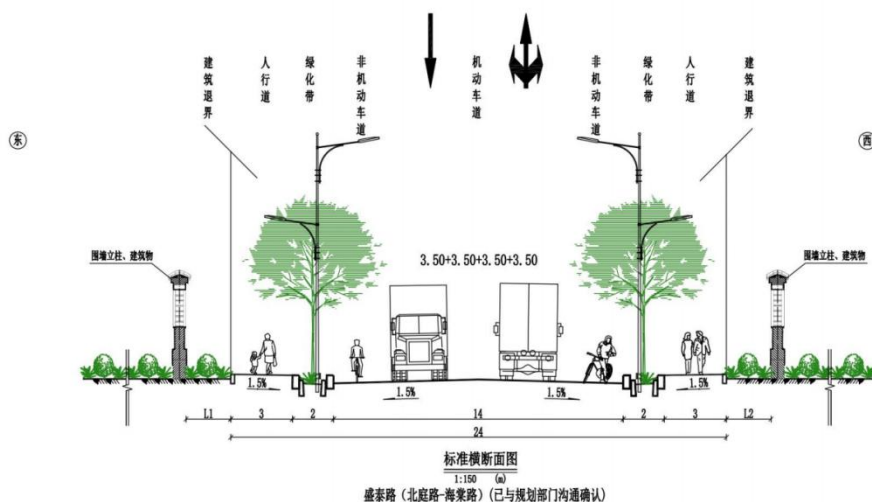 建筑退界
人行道
绿化带
非机动车道
机动车道
非机动车道
绿化带
人行道
建筑退界
东
西
围墙立柱、建筑物
3.50+3.50+3.50+3.50
围墙立柱、建筑物
1.5%
1.5%
1.5%
1.5%
L1
3
2
14
2
3
L2
24
标准横断面图
1:150 (m)
盛泰路（北庭路-海棠路）(已与规划部门沟通确认)